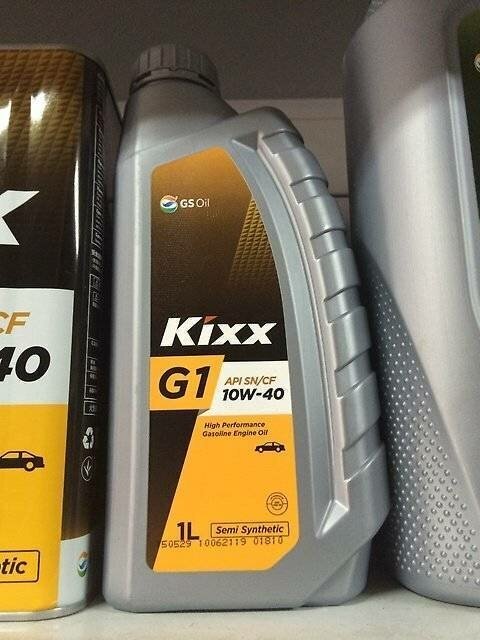 GS Oil
Kixx
G1
API SN/CF
10W-40
High Performance
Gasoline Engine Oil
1L
Semi Synthetic
50529 10062119 01810
x
CF
40
tic